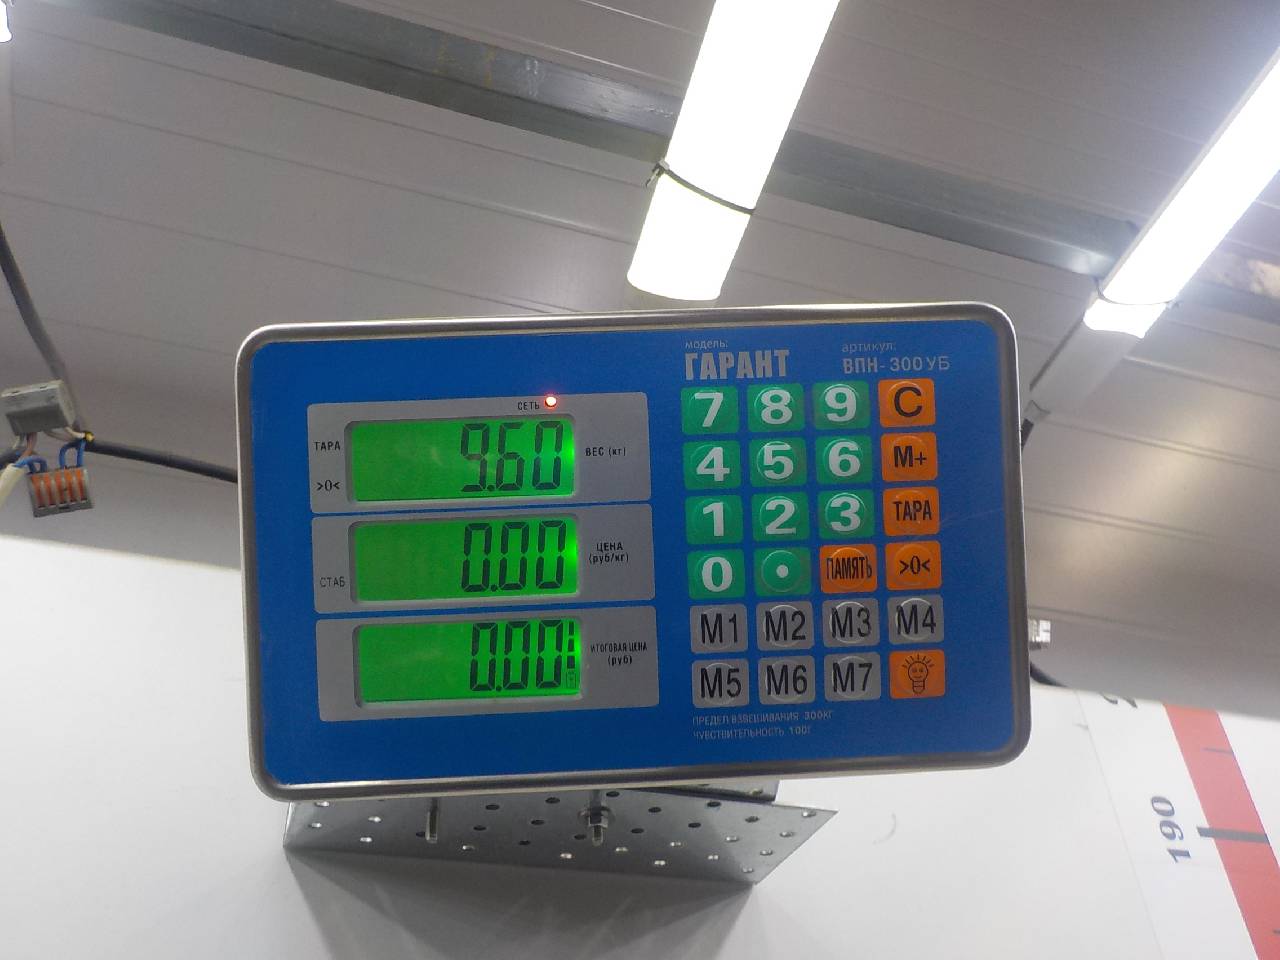 модель:
ГАРАНТ
артикул:
ВПН-300УБ
СЕТЬ
ТАРА
>0<
9.60
ВЕС (кг)
СТАБ
0.00
ЦЕНА
(руб/кг)
0.00
ИТОГОВАЯ ЦЕНА
(руб)
7 8 9 C
4 5 6 M+
1 2 3 ТАРА
0 • ПАМЯТЬ >0<
M1 M2 M3 M4
M5 M6 M7
ПРЕДЕЛ ВЗВЕШИВАНИЯ 300КГ
ЧУВСТВИТЕЛЬНОСТЬ 100Г
190